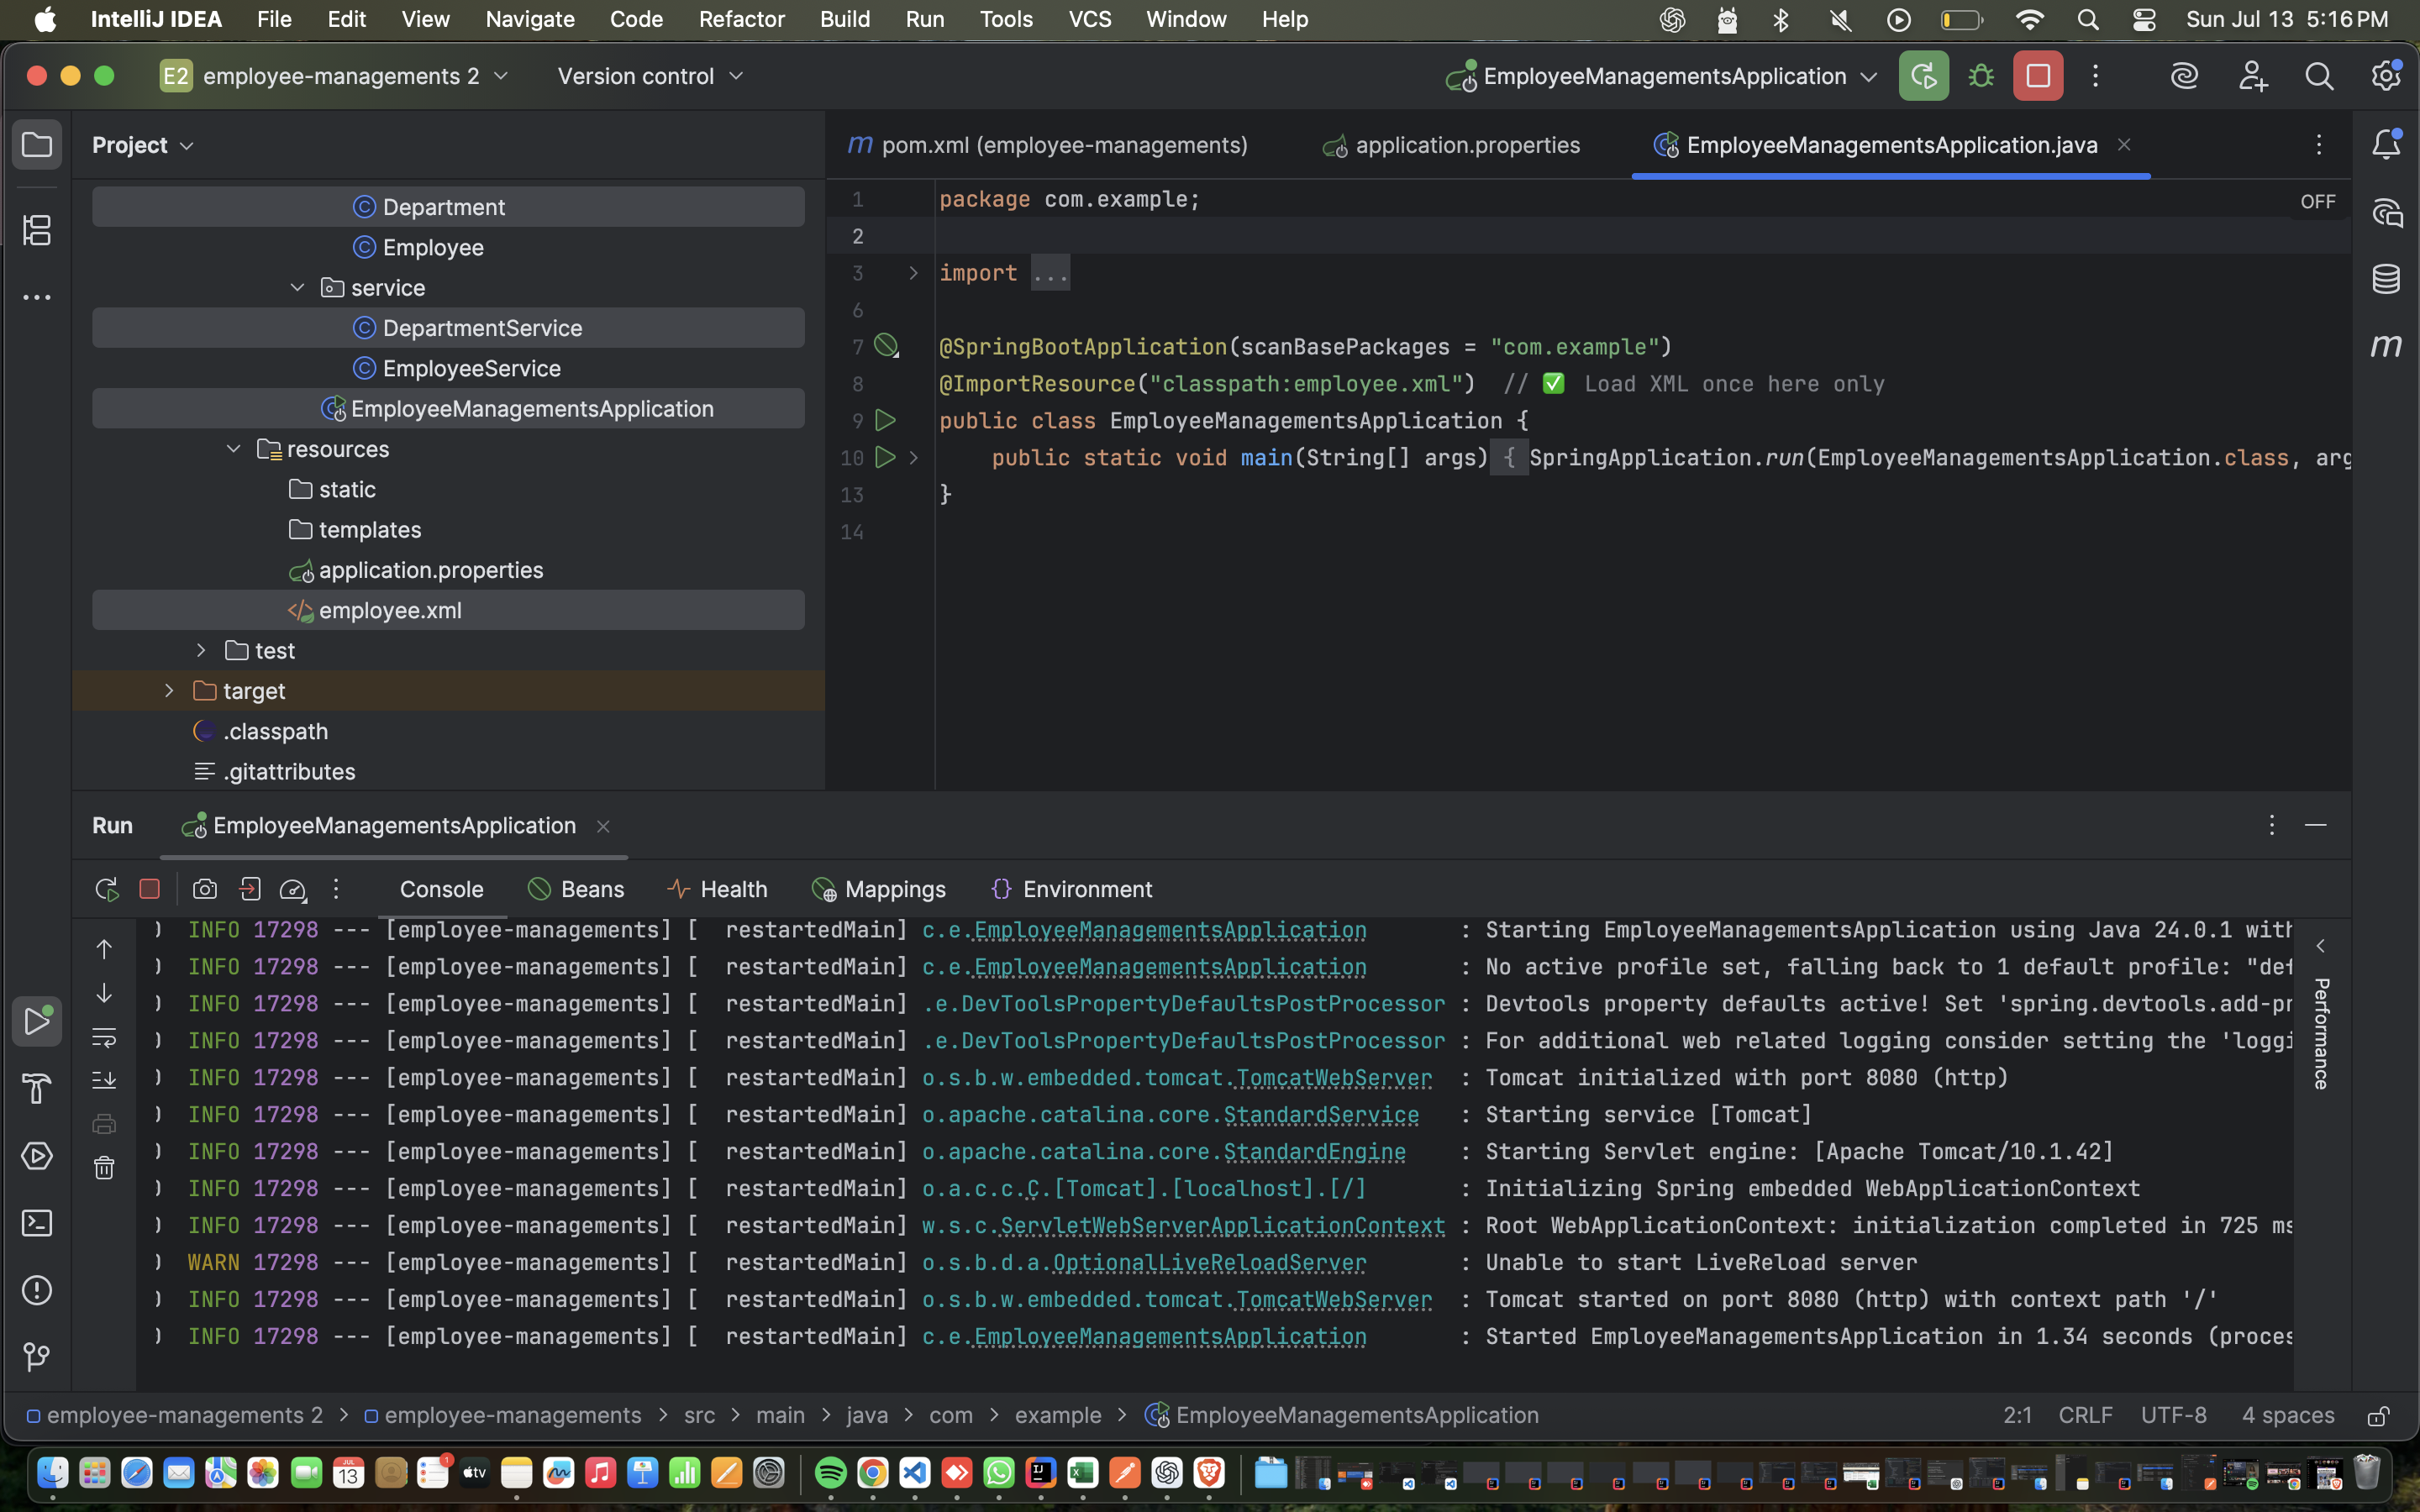 IntelliJ IDEA File Edit View Navigate Code Refactor Build Run Tools VCS Window Help Sun Jul 13 5:16 PM
E2 employee-managements 2 Version control EmployeeManagementsApplication
Project
Department
Employee
service
DepartmentService
EmployeeService
EmployeeManagementsApplication
resources
static
templates
application.properties
employee.xml
test
target
.classpath
.gitattributes
m pom.xml (employee-managements) application.properties EmployeeManagementsApplication.java
OFF
1 package com.example;
2
3 import ...
6
7 @SpringBootApplication(scanBasePackages = "com.example")
8 @ImportResource("classpath:employee.xml") // ✅ Load XML once here only
9 public class EmployeeManagementsApplication {
10 public static void main(String[] args) { SpringApplication.run(EmployeeManagementsApplication.class, arg
13 }
14
m
Run EmployeeManagementsApplication
Console Beans Health Mappings Environment
) INFO 17298 --- [employee-managements] [ restartedMain] c.e.EmployeeManagementsApplication : Starting EmployeeManagementsApplication using Java 24.0.1 with
) INFO 17298 --- [employee-managements] [ restartedMain] c.e.EmployeeManagementsApplication : No active profile set, falling back to 1 default profile: "def
) INFO 17298 --- [employee-managements] [ restartedMain] .e.DevToolsPropertyDefaultsPostProcessor : Devtools property defaults active! Set 'spring.devtools.add-pr
) INFO 17298 --- [employee-managements] [ restartedMain] .e.DevToolsPropertyDefaultsPostProcessor : For additional web related logging consider setting the 'loggi
) INFO 17298 --- [employee-managements] [ restartedMain] o.s.b.w.embedded.tomcat.TomcatWebServer : Tomcat initialized with port 8080 (http)
) INFO 17298 --- [employee-managements] [ restartedMain] o.apache.catalina.core.StandardService : Starting service [Tomcat]
) INFO 17298 --- [employee-managements] [ restartedMain] o.apache.catalina.core.StandardEngine : Starting Servlet engine: [Apache Tomcat/10.1.42]
) INFO 17298 --- [employee-managements] [ restartedMain] o.a.c.c.C.[Tomcat].[localhost].[/] : Initializing Spring embedded WebApplicationContext
) INFO 17298 --- [employee-managements] [ restartedMain] w.s.c.ServletWebServerApplicationContext : Root WebApplicationContext: initialization completed in 725 ms
) WARN 17298 --- [employee-managements] [ restartedMain] o.s.b.d.a.OptionalLiveReloadServer : Unable to start LiveReload server
) INFO 17298 --- [employee-managements] [ restartedMain] o.s.b.w.embedded.tomcat.TomcatWebServer : Tomcat started on port 8080 (http) with context path '/'
) INFO 17298 --- [employee-managements] [ restartedMain] c.e.EmployeeManagementsApplication : Started EmployeeManagementsApplication in 1.34 seconds (proces
Performance
employee-managements 2 > employee-managements > src > main > java > com > example > EmployeeManagementsApplication 2:1 CRLF UTF-8 4 spaces
JUL
13
1
tv